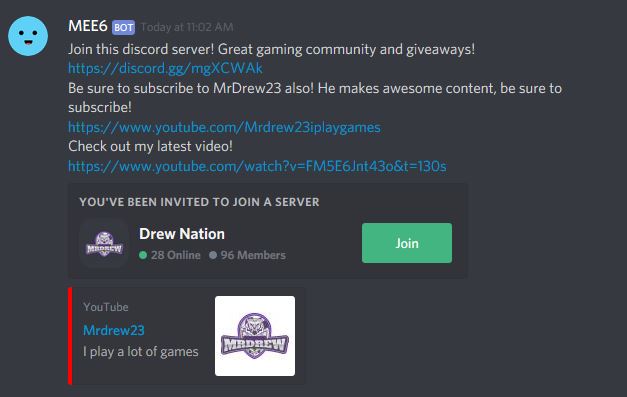 MEE6 BOT Today at 11:02 AM
Join this discord server! Great gaming community and giveaways!
https://discord.gg/mgXCWAk
Be sure to subscribe to MrDrew23 also! He makes awesome content, be sure to
subscribe!
https://www.youtube.com/Mrdrew23iplaygames
Check out my latest video!
https://www.youtube.com/watch?v=FM5E6Jnt43o&t=130s
YOU'VE BEEN INVITED TO JOIN A SERVER
MRDREW
Drew Nation
28 Online 96 Members
Join
YouTube
Mrdrew23
I play a lot of games
MRDREW